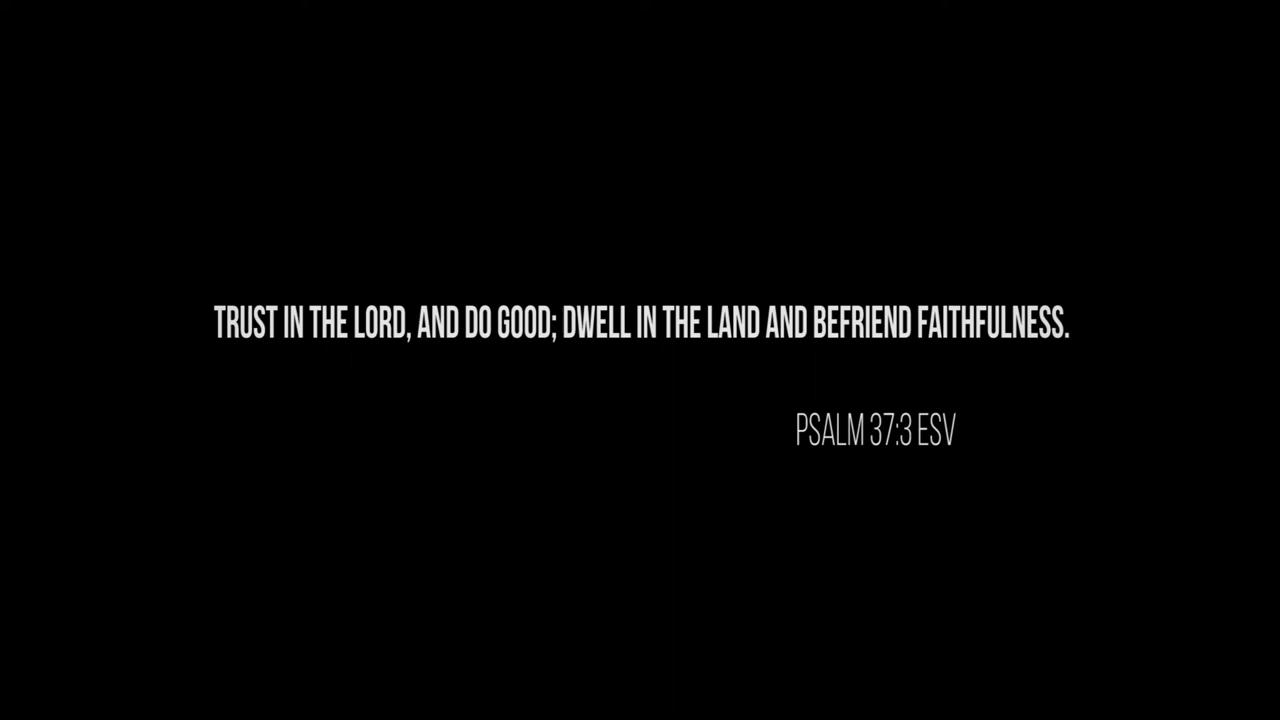 TRUST IN THE LORD, AND DO GOOD; DWELL IN THE LAND AND BEFRIEND FAITHFULNESS.
PSALM 37:3 ESV